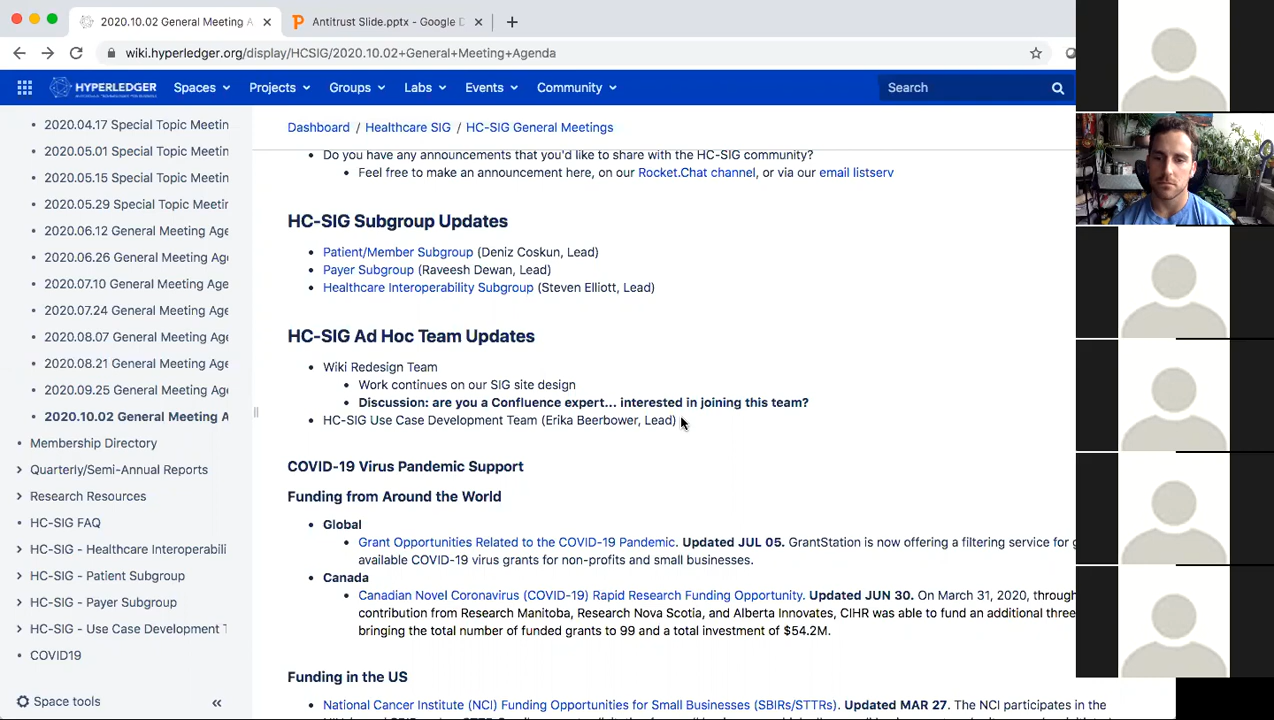 2020.10.02 General Meeting A
Antitrust Slide.pptx - Google D
wiki.hyperledger.org/display/HCSIG/2020.10.02+General+Meeting+Agenda
HYPERLEDGER
Spaces
Projects
Groups
Labs
Events
Community
Search
2020.04.17 Special Topic Meetin
2020.05.01 Special Topic Meetin
2020.05.15 Special Topic Meetin
2020.05.29 Special Topic Meetin
2020.06.12 General Meeting Age
2020.06.26 General Meeting Age
2020.07.10 General Meeting Age
2020.07.24 General Meeting Age
2020.08.07 General Meeting Age
2020.08.21 General Meeting Age
2020.09.25 General Meeting Age
2020.10.02 General Meeting A
Membership Directory
Quarterly/Semi-Annual Reports
Research Resources
HC-SIG FAQ
HC-SIG - Healthcare Interoperabili
HC-SIG - Patient Subgroup
HC-SIG - Payer Subgroup
HC-SIG - Use Case Development T
COVID19
Space tools
Dashboard / Healthcare SIG / HC-SIG General Meetings
Do you have any announcements that you'd like to share with the HC-SIG community?
Feel free to make an announcement here, on our Rocket.Chat channel, or via our email listserv
HC-SIG Subgroup Updates
Patient/Member Subgroup (Deniz Coskun, Lead)
Payer Subgroup (Raveesh Dewan, Lead)
Healthcare Interoperability Subgroup (Steven Elliott, Lead)
HC-SIG Ad Hoc Team Updates
Wiki Redesign Team
Work continues on our SIG site design
Discussion: are you a Confluence expert... interested in joining this team?
HC-SIG Use Case Development Team (Erika Beerbower, Lead)
COVID-19 Virus Pandemic Support
Funding from Around the World
Global
Grant Opportunities Related to the COVID-19 Pandemic. Updated JUL 05. GrantStation is now offering a filtering service for g
available COVID-19 virus grants for non-profits and small businesses.
Canada
Canadian Novel Coronavirus (COVID-19) Rapid Research Funding Opportunity. Updated JUN 30. On March 31, 2020, through
contribution from Research Manitoba, Research Nova Scotia, and Alberta Innovates, CIHR was able to fund an additional three
bringing the total number of funded grants to 99 and a total investment of $54.2M.
Funding in the US
National Cancer Institute (NCI) Funding Opportunities for Small Businesses (SBIRs/STTRs). Updated MAR 27. The NCI participates in the